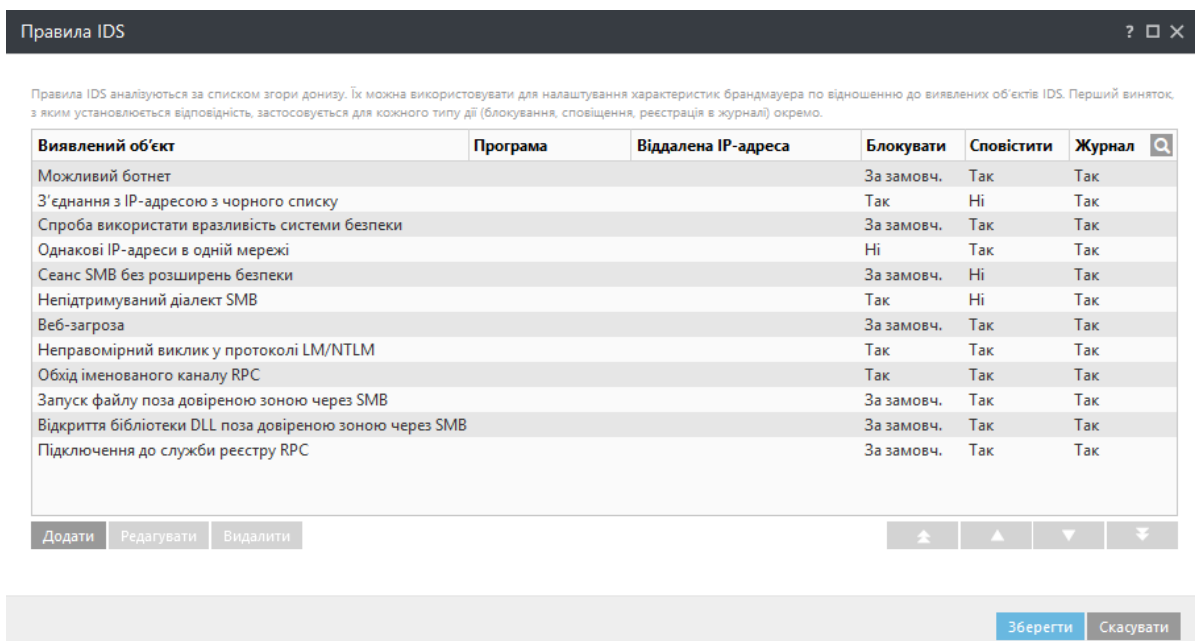 Правила IDS
?
Правила IDS аналізуються за списком згори донизу. Їх можна використовувати для налаштування характеристик брандмауера по відношенню до виявлених об'єктів IDS. Перший виняток,
з яким установлюється відповідність, застосовується для кожного типу дії (блокування, сповіщення, реєстрація в журналі) окремо.
Виявлений об'єкт Програма Віддалена IP-адреса Блокувати Сповістити Журнал
Можливий ботнет За замовч. Так Так
З'єднання з IP-адресою з чорного списку Так Ні Так
Спроба використати вразливість системи безпеки За замовч. Так Так
Однакові IP-адреси в одній мережі Ні Так Так
Сеанс SMB без розширень безпеки За замовч. Ні Так
Непідтримуваний діалект SMB Так Ні Так
Веб-загроза За замовч. Так Так
Неправомірний виклик у протоколі LM/NTLM Так Так Так
Обхід іменованого каналу RPC Так Так Так
Запуск файлу поза довіреною зоною через SMB За замовч. Так Так
Відкриття бібліотеки DLL поза довіреною зоною через SMB За замовч. Так Так
Підключення до служби реєстру RPC За замовч. Так Так
Додати Редагувати Видалити
Зберегти Скасувати